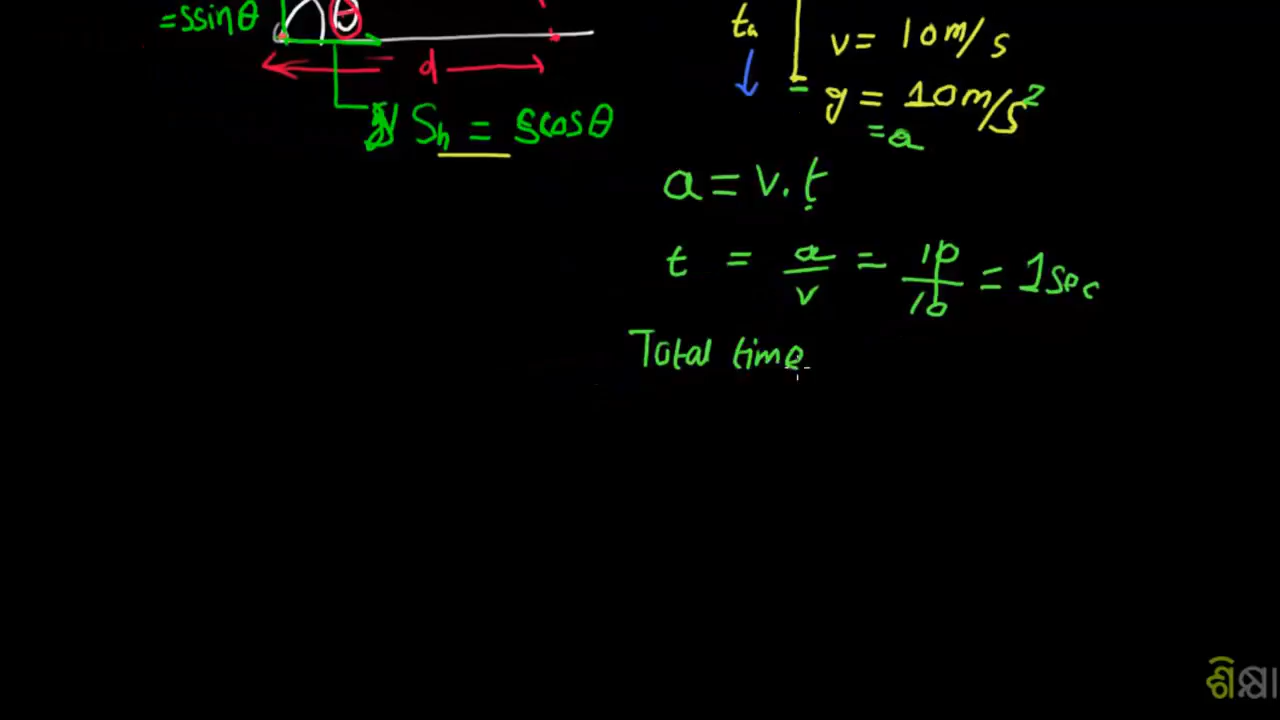 =ssinθ
θ
d
S_h = scosθ
t_a
v = 10m/s
g = 10m/s²
=a
a = v.t
t = a/v = 10/10 = 1sec
Total time
ଶିକ୍ଷା